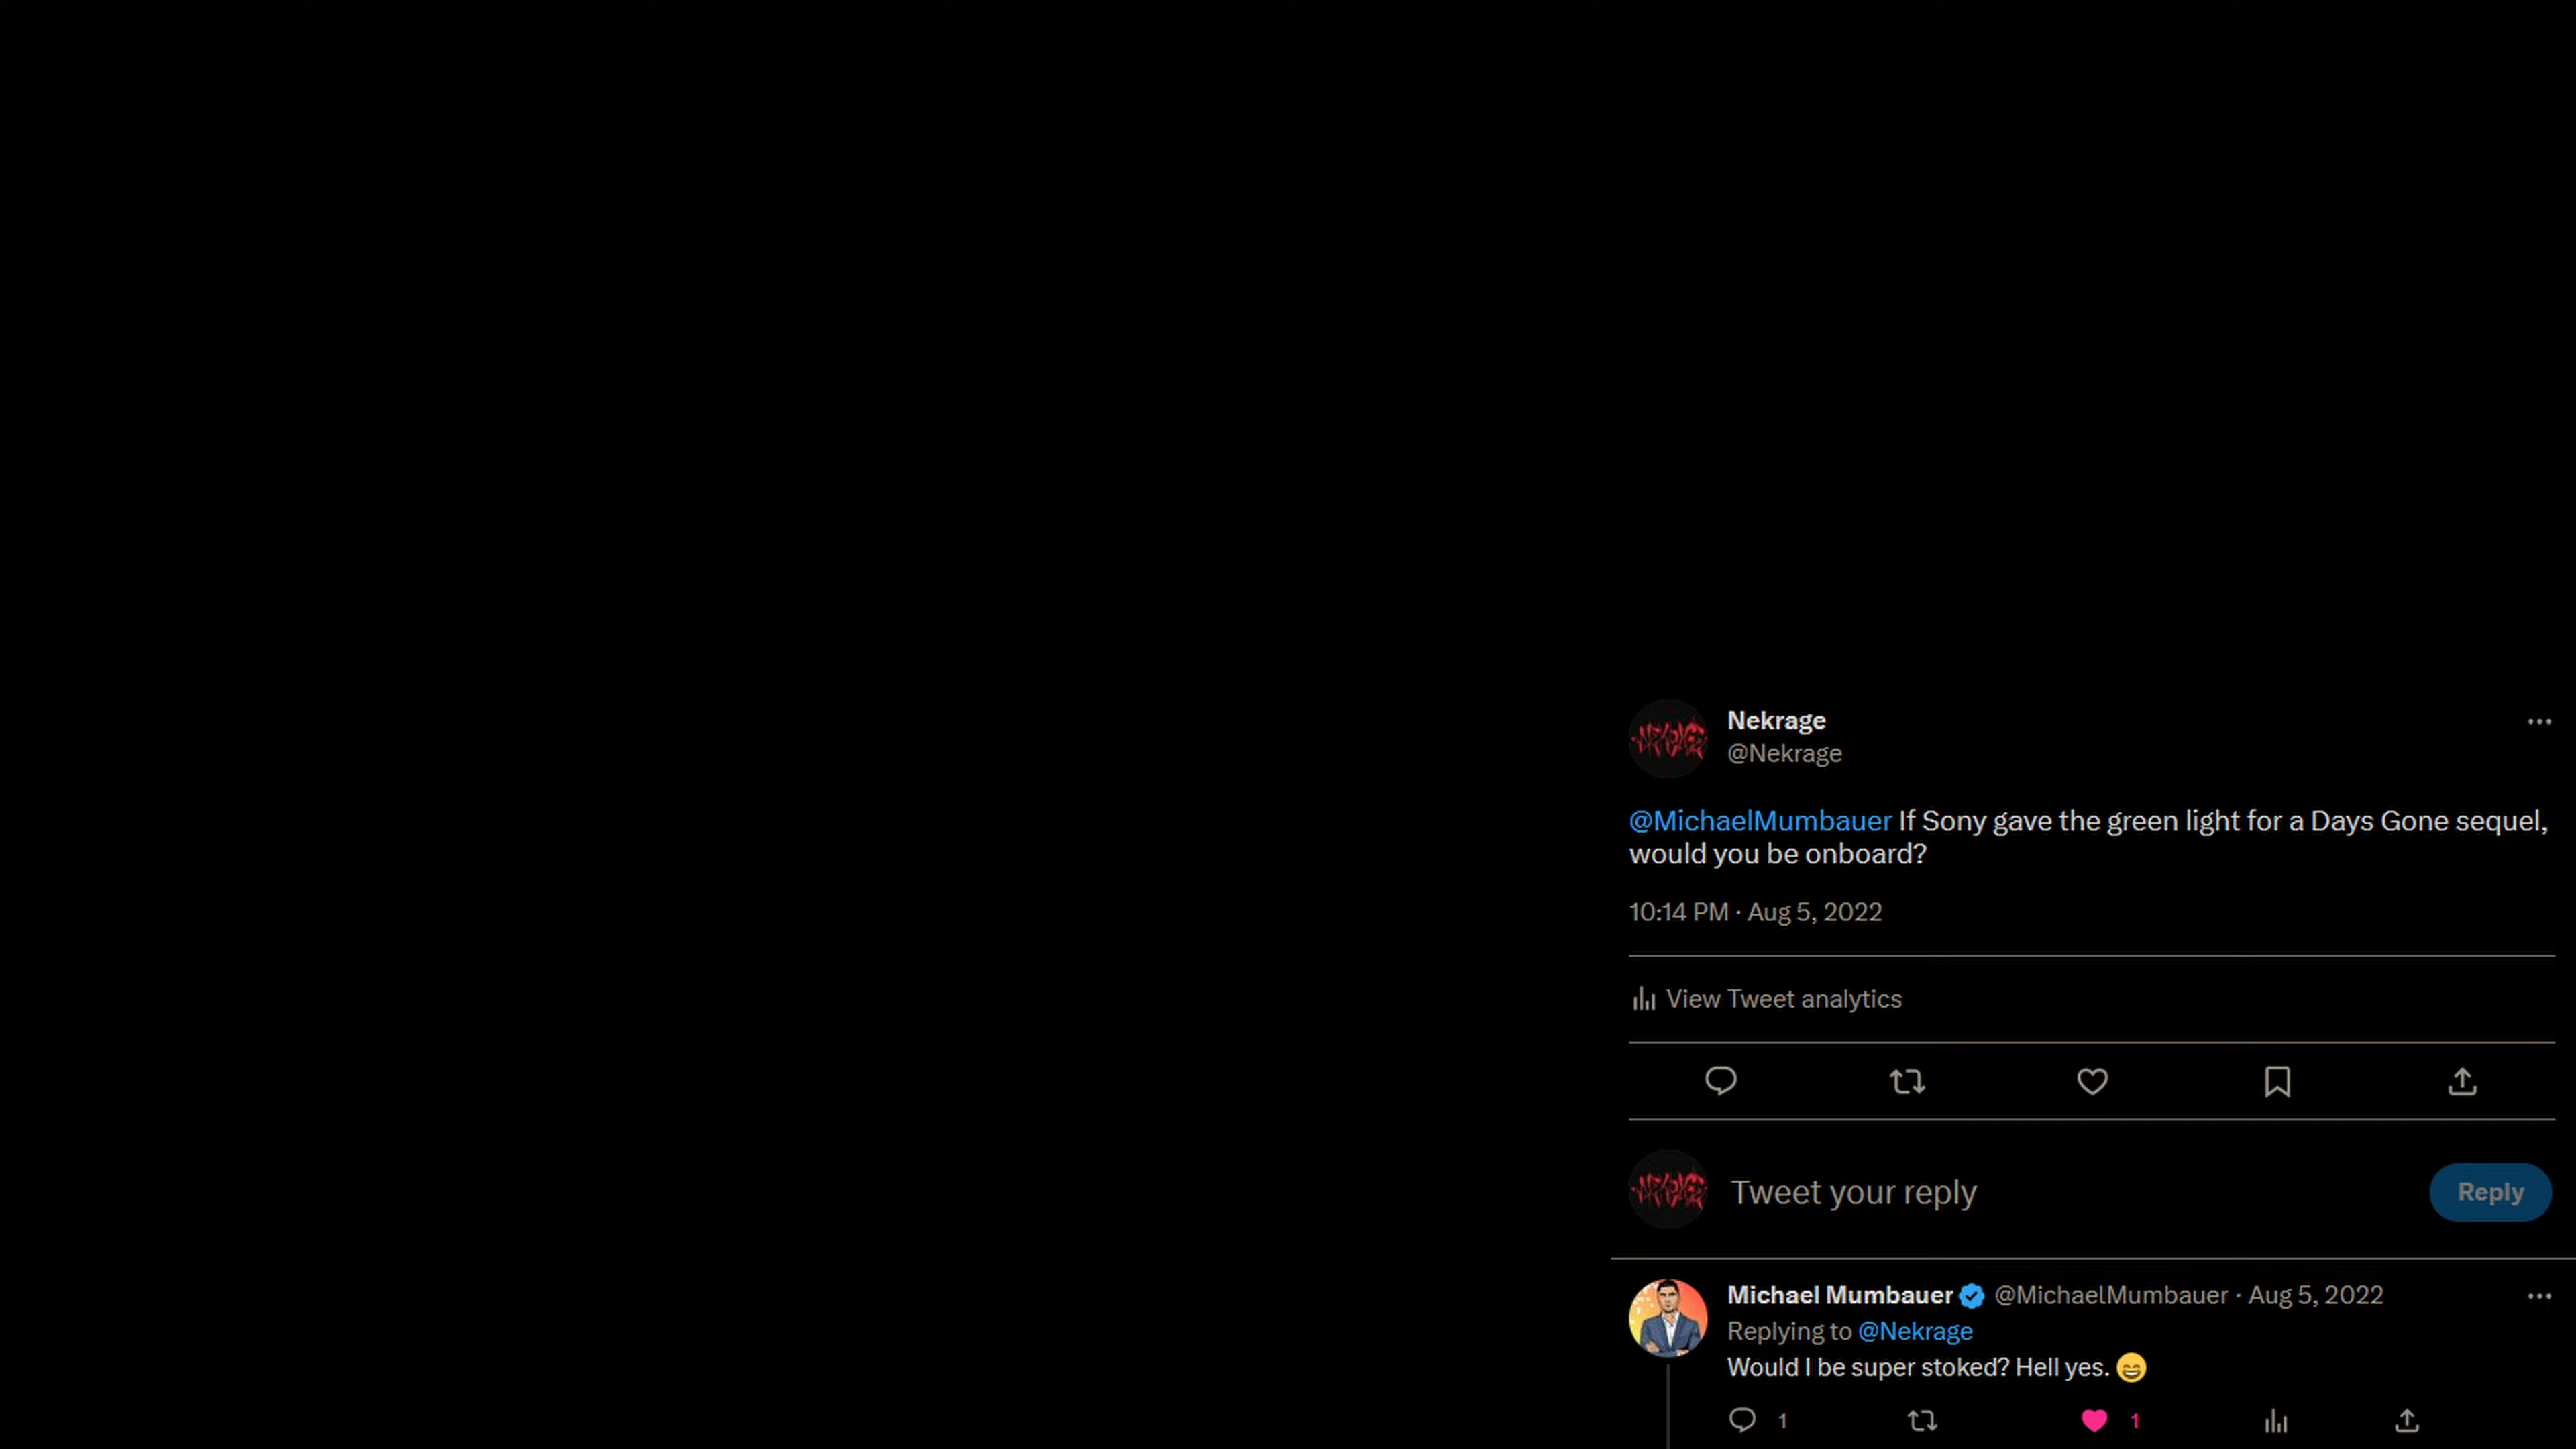 Nekrage
@Nekrage
@MichaelMumbauer If Sony gave the green light for a Days Gone sequel,
would you be onboard?
10:14 PM · Aug 5, 2022
View Tweet analytics
Tweet your reply
Reply
Michael Mumbauer @MichaelMumbauer · Aug 5, 2022
Replying to @Nekrage
Would I be super stoked? Hell yes. 😄
1 1